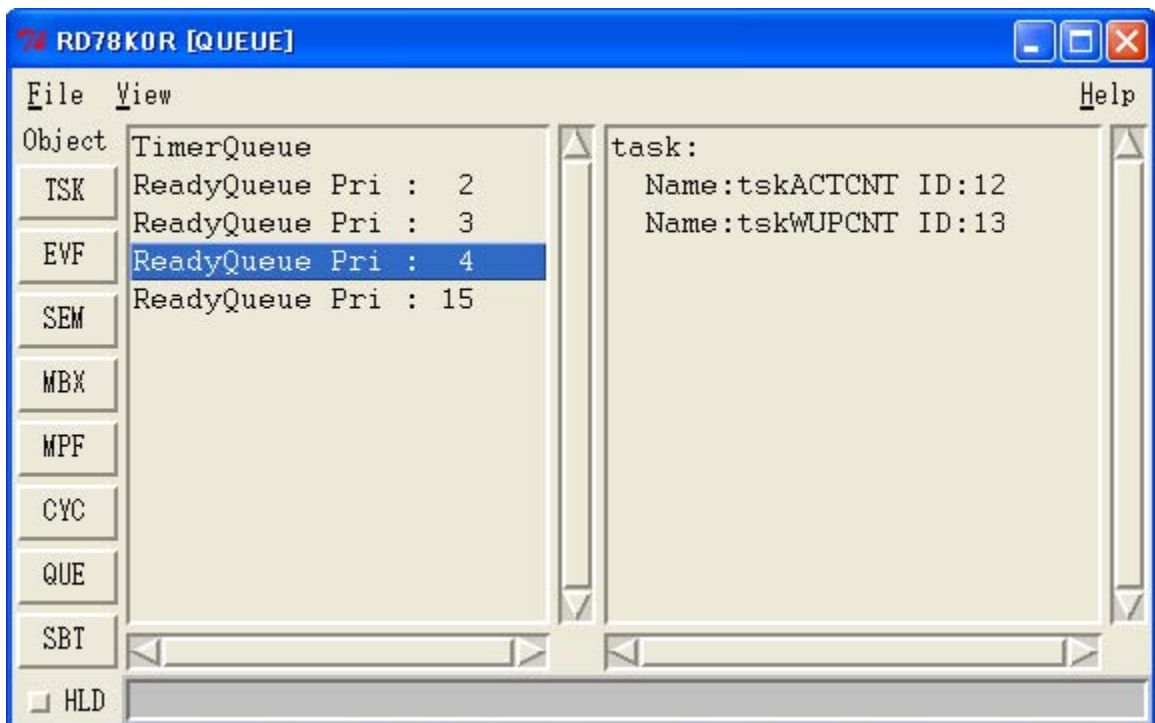 RD78K0R [QUEUE]
File View Help
Object
TSK
EVF
SEM
MBX
MPF
CYC
QUE
SBT
HLD
TimerQueue
ReadyQueue Pri :  2
ReadyQueue Pri :  3
ReadyQueue Pri :  4
ReadyQueue Pri : 15
task:
Name:tskACTCNT ID:12
Name:tskWUPCNT ID:13